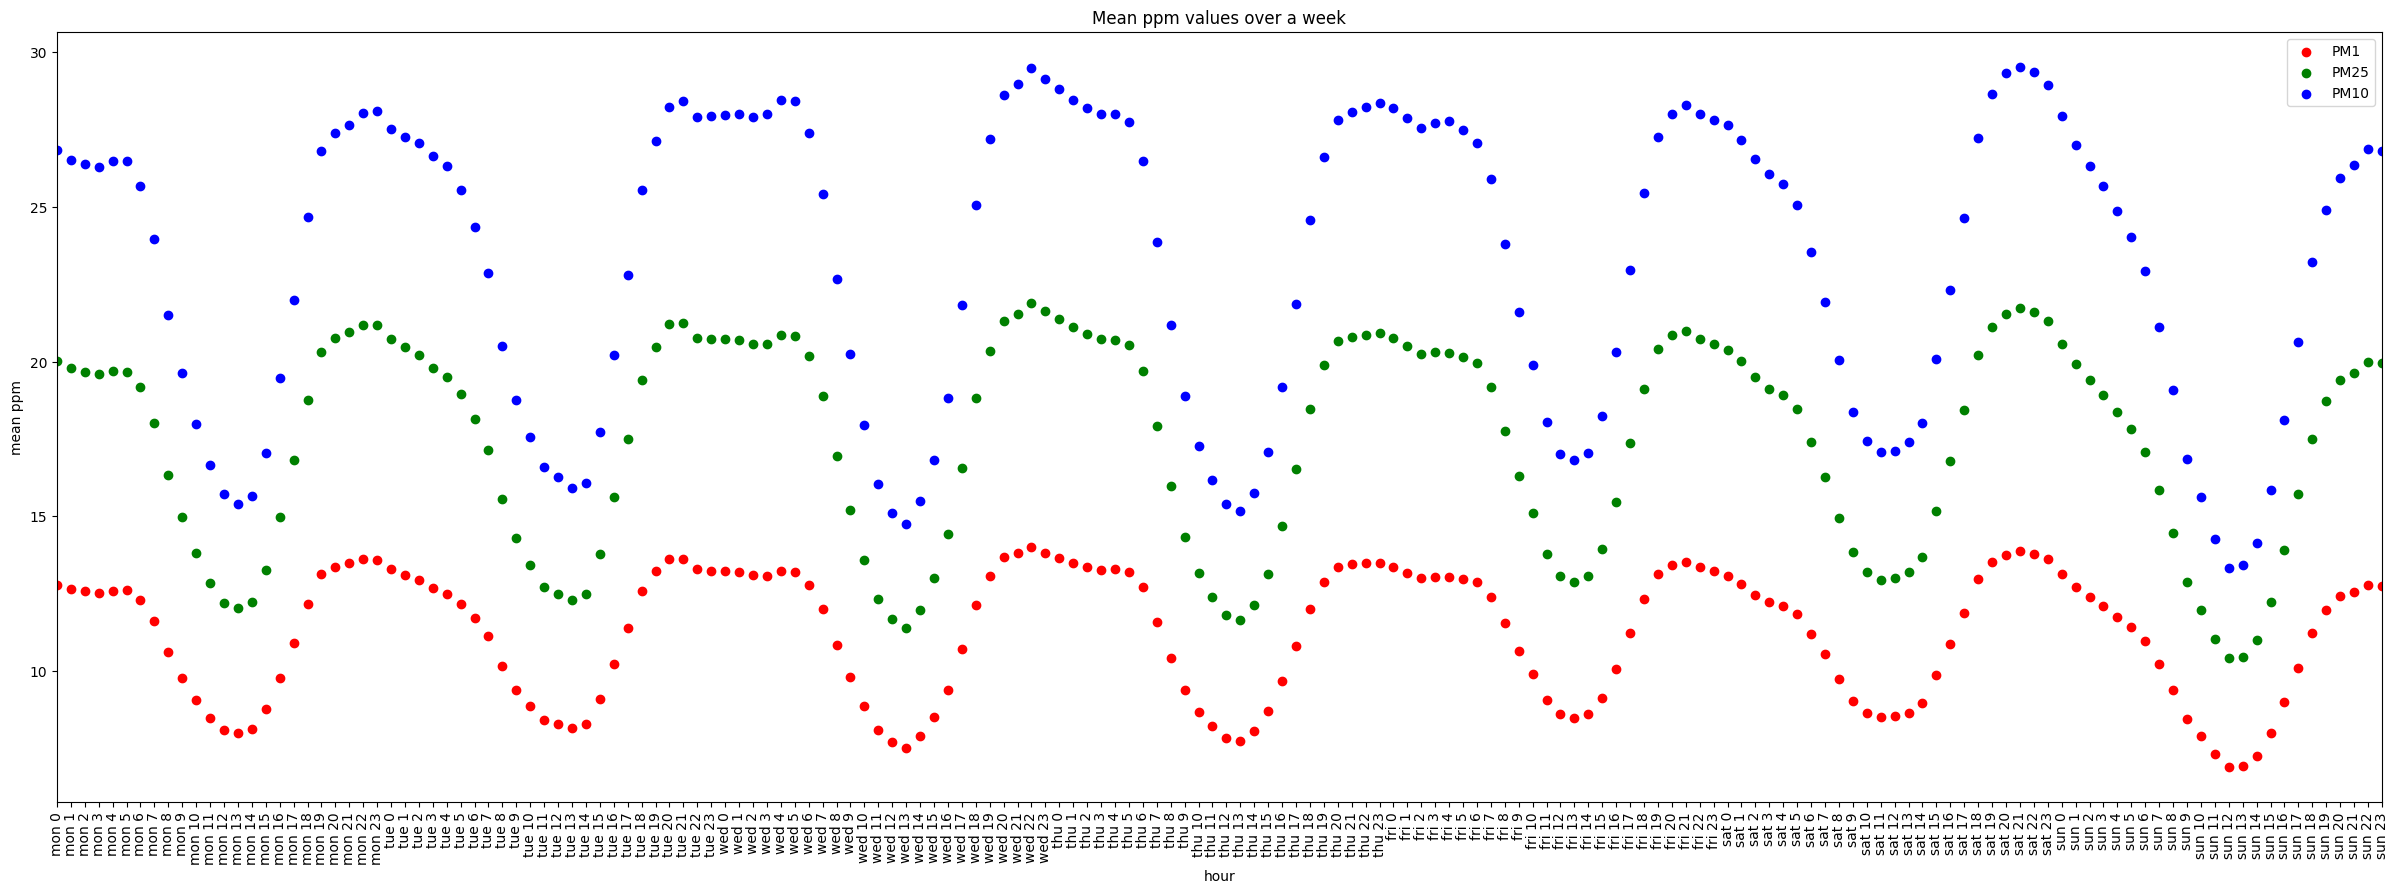 Mean ppm values over a week
PM1
PM25
PM10
mean ppm
30
25
20
15
10
mon 0
mon 1
mon 2
mon 3
mon 4
mon 5
mon 6
mon 7
mon 8
mon 9
mon 10
mon 11
mon 12
mon 13
mon 14
mon 15
mon 16
mon 17
mon 18
mon 19
mon 20
mon 21
mon 22
mon 23
tue 0
tue 1
tue 2
tue 3
tue 4
tue 5
tue 6
tue 7
tue 8
tue 9
tue 10
tue 11
tue 12
tue 13
tue 14
tue 15
tue 16
tue 17
tue 18
tue 19
tue 20
tue 21
tue 22
tue 23
wed 0
wed 1
wed 2
wed 3
wed 4
wed 5
wed 6
wed 7
wed 8
wed 9
wed 10
wed 11
wed 12
wed 13
wed 14
wed 15
wed 16
wed 17
wed 18
wed 19
wed 20
wed 21
wed 22
wed 23
thu 0
thu 1
thu 2
thu 3
thu 4
thu 5
thu 6
thu 7
thu 8
thu 9
thu 10
thu 11
thu 12
thu 13
thu 14
thu 15
thu 16
thu 17
thu 18
thu 19
thu 20
thu 21
thu 22
thu 23
fri 0
fri 1
fri 2
fri 3
fri 4
fri 5
fri 6
fri 7
fri 8
fri 9
fri 10
fri 11
fri 12
fri 13
fri 14
fri 15
fri 16
fri 17
fri 18
fri 19
fri 20
fri 21
fri 22
fri 23
sat 0
sat 1
sat 2
sat 3
sat 4
sat 5
sat 6
sat 7
sat 8
sat 9
sat 10
sat 11
sat 12
sat 13
sat 14
sat 15
sat 16
sat 17
sat 18
sat 19
sat 20
sat 21
sat 22
sat 23
sun 0
sun 1
sun 2
sun 3
sun 4
sun 5
sun 6
sun 7
sun 8
sun 9
sun 10
sun 11
sun 12
sun 13
sun 14
sun 15
sun 16
sun 17
sun 18
sun 19
sun 20
sun 21
sun 22
sun 23
hour